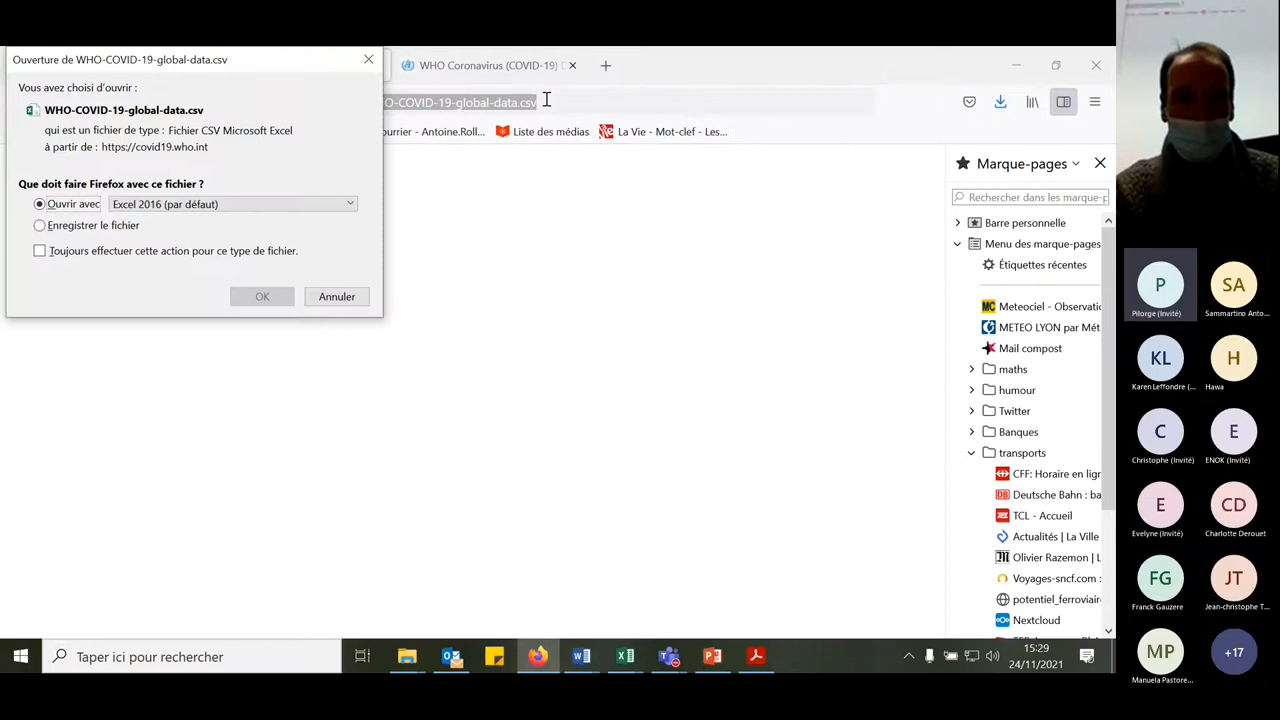 Ouverture de WHO-COVID-19-global-data.csv
Vous avez choisi d'ouvrir :
WHO-COVID-19-global-data.csv
qui est un fichier de type : Fichier CSV Microsoft Excel
à partir de : https://covid19.who.int
Que doit faire Firefox avec ce fichier ?
Ouvrir avec
Excel 2016 (par défaut)
Enregistrer le fichier
Toujours effectuer cette action pour ce type de fichier.
OK
Annuler
WHO Coronavirus (COVID-19)
O-COVID-19-global-data.csv
ourrier - Antoine.Roll...
Liste des médias
La Vie - Mot-clef - Les...
Marque-pages
Rechercher dans les marque-p
Barre personnelle
Menu des marque-pages
Étiquettes récentes
Meteociel - Observatio
METEO LYON par Mét
Mail compost
maths
humour
Twitter
Banques
transports
CFF: Horaire en lign
Deutsche Bahn : ba
TCL - Accueil
Actualités | La Ville
Olivier Razemon | L
Voyages-sncf.com :
potentiel_ferroviaire
Nextcloud
Taper ici pour rechercher
15:29
24/11/2021
P
Pilorge (Invité)
SA
Sammartino Anto...
KL
Karen Leffondre (...
H
Hawa
C
Christophe (Invité)
E
ENOK (Invité)
E
Evelyne (Invité)
CD
Charlotte Derouet
FG
Franck Gauzere
JT
Jean-christophe T...
MP
Manuela Pastore...
+17